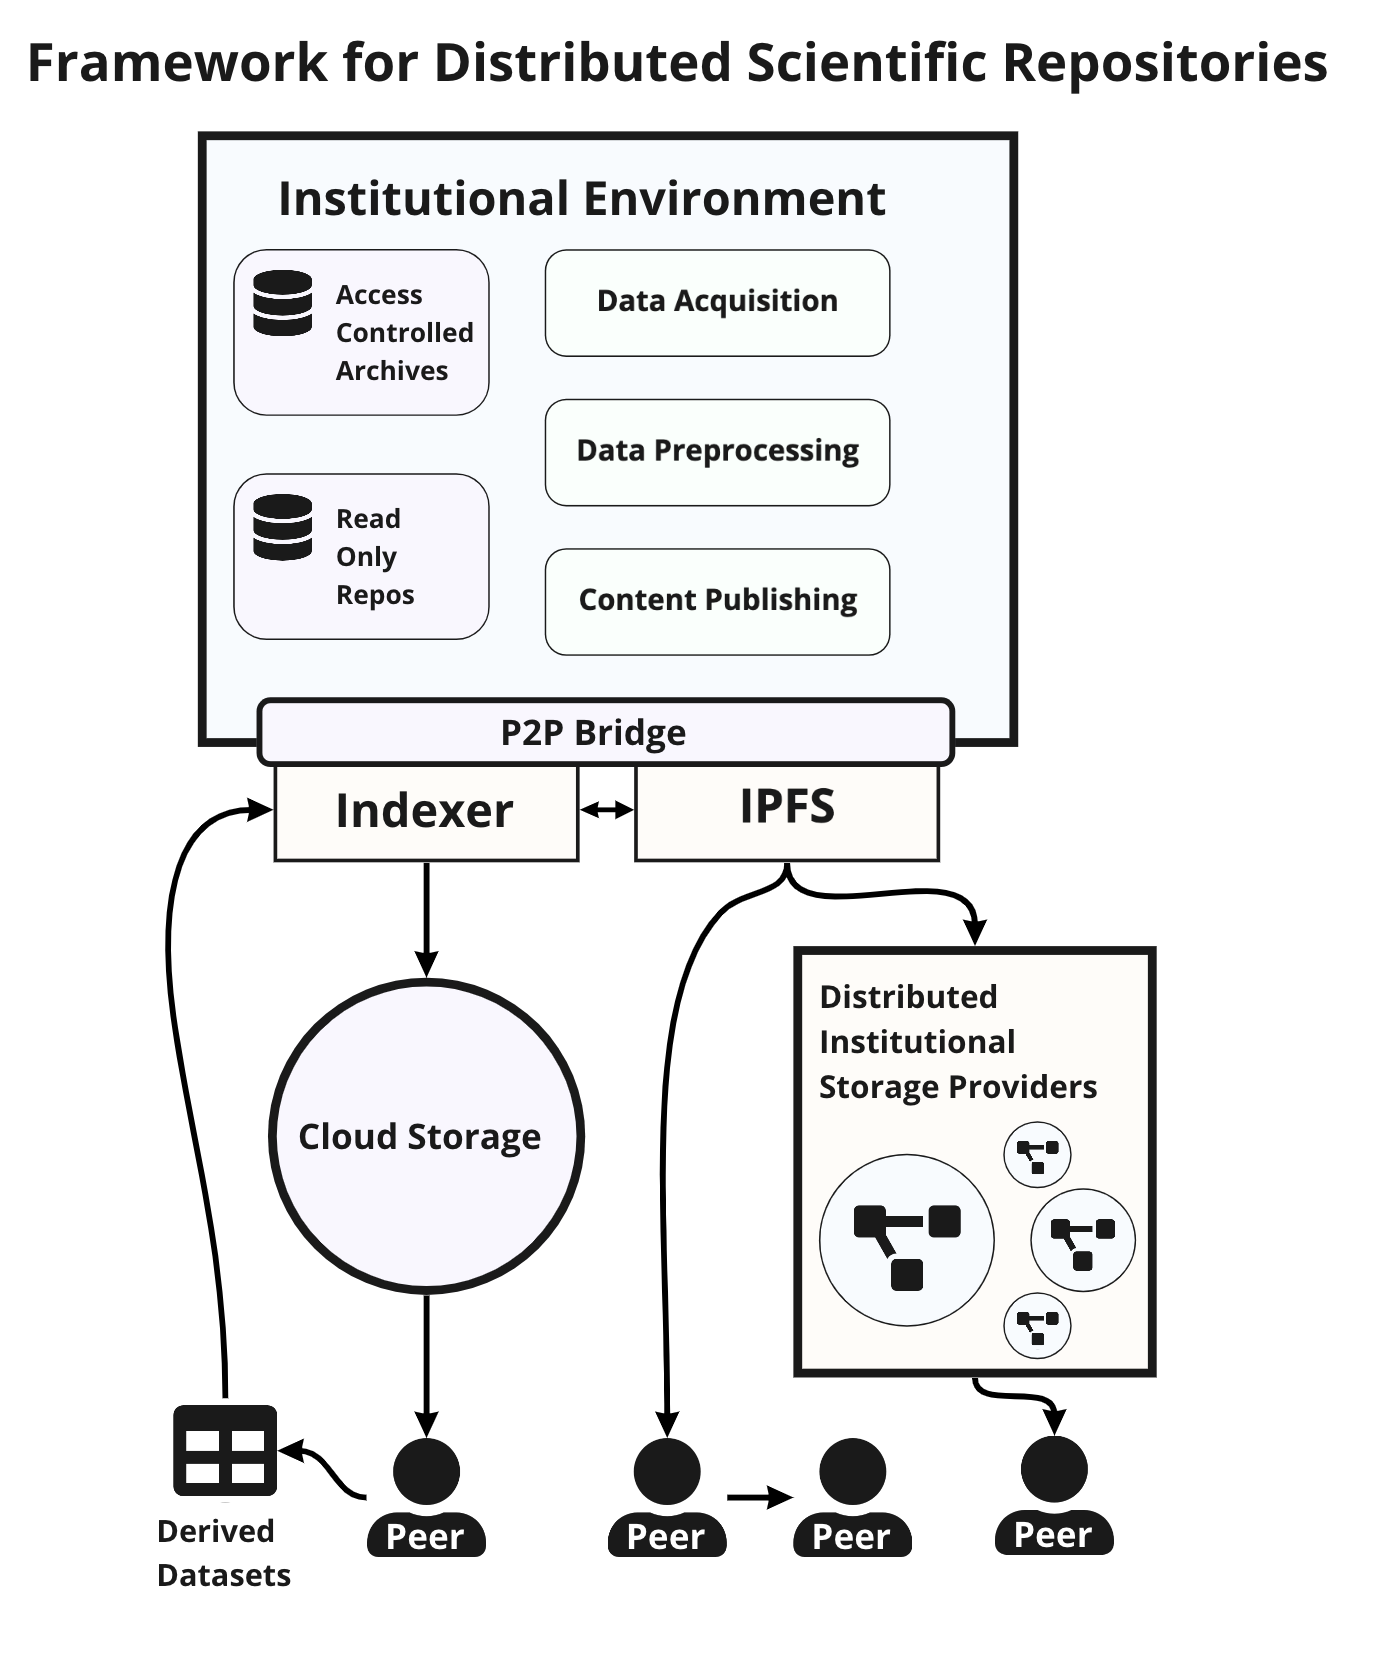 Framework for Distributed Scientific Repositories
Institutional Environment
Access
Controlled
Archives
Data Acquisition
Data Preprocessing
Read
Only
Repos
Content Publishing
P2P Bridge
Indexer
IPFS
Distributed
Institutional
Storage Providers
Cloud Storage
Derived
Datasets
Peer
Peer
Peer
Peer